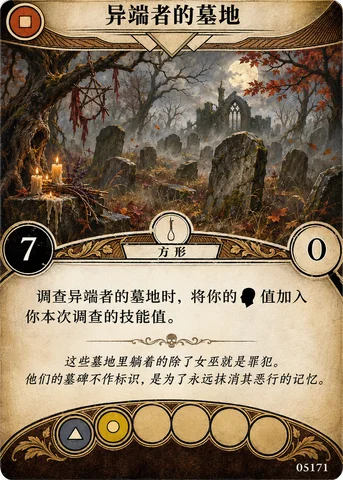 异端者的墓地
7
方形
0
调查异端者的墓地时，将你的值加入
你本次调查的技能值。
这些墓地里躺着的除了女巫就是罪犯。
他们的墓碑不作标识，是为了永远抹消其恶行的记忆。
05171